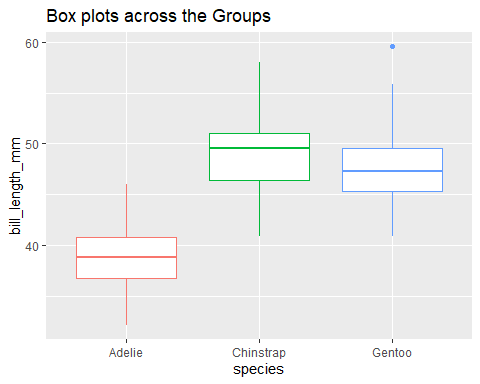 Box plots across the Groups
60
50
40
bill_length_mm
Adelie
Chinstrap
Gentoo
species